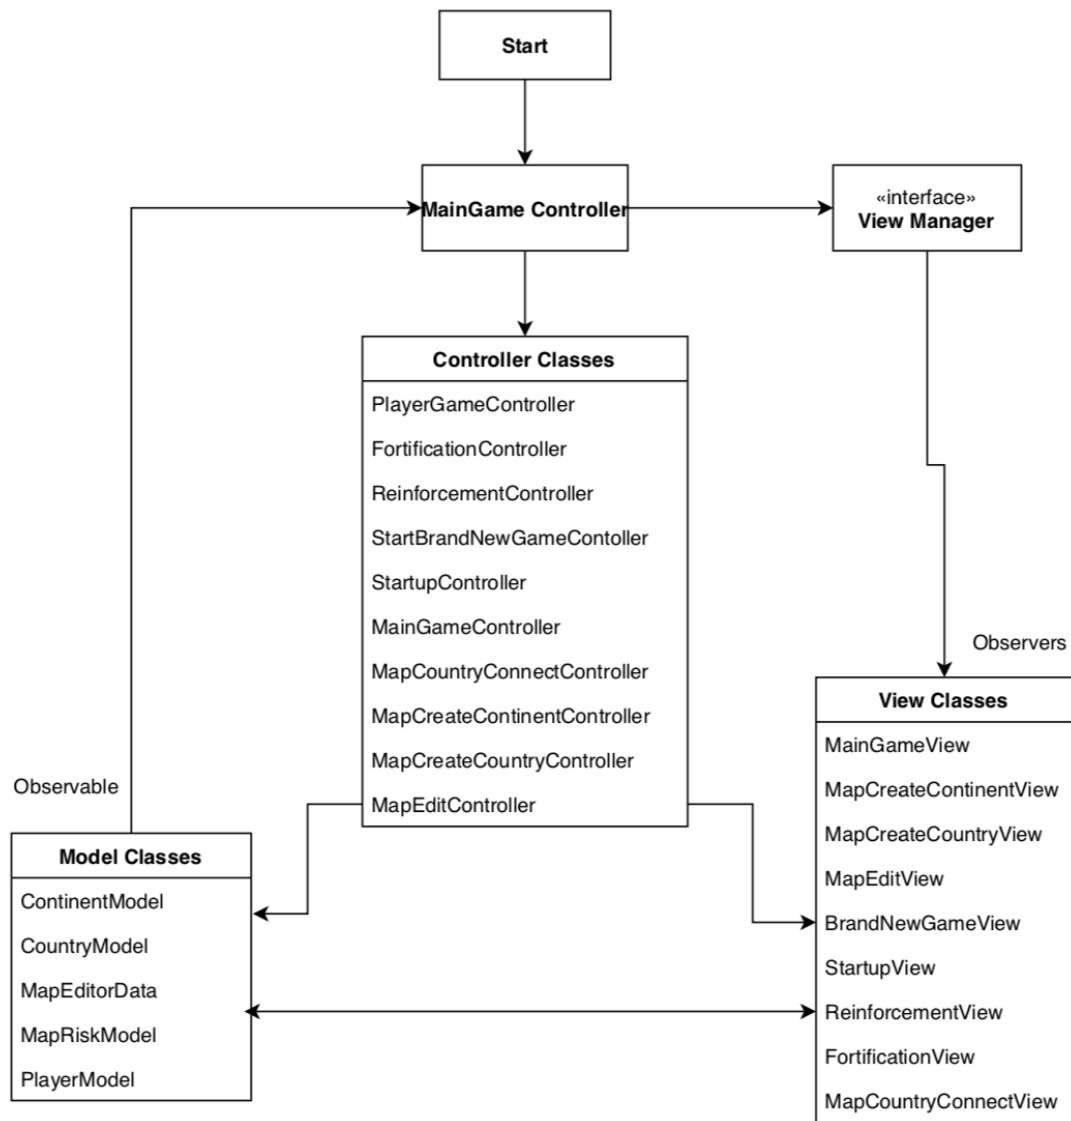 Start
MainGame Controller
«interface»
View Manager
Controller Classes
PlayerGameController
FortificationController
ReinforcementController
StartBrandNewGameContoller
StartupController
MainGameController
MapCountryConnectController
MapCreateContinentController
MapCreateCountryController
MapEditController
Observers
View Classes
MainGameView
MapCreateContinentView
MapCreateCountryView
MapEditView
BrandNewGameView
StartupView
ReinforcementView
FortificationView
MapCountryConnectView
Observable
Model Classes
ContinentModel
CountryModel
MapEditorData
MapRiskModel
PlayerModel